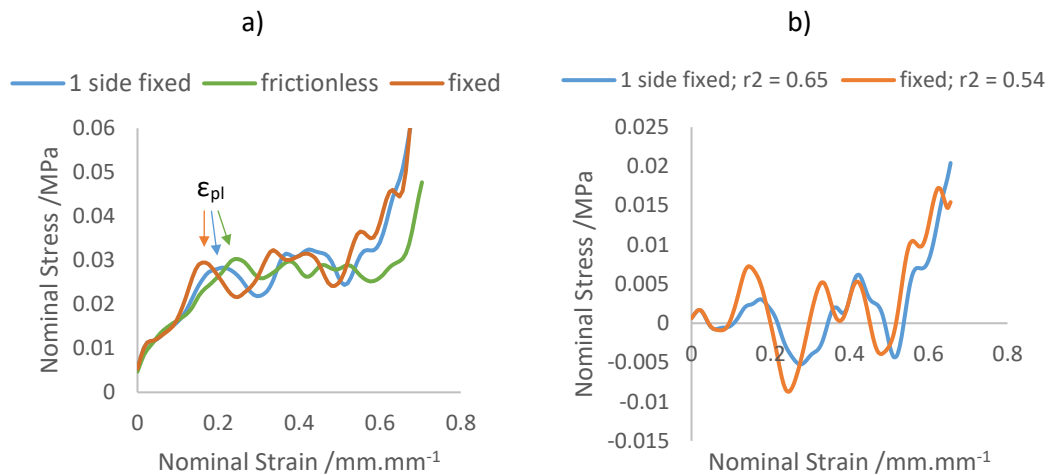 a)
1 side fixed frictionless fixed
0.06
0.05
0.04
0.03
0.02
0.01
0
εpl
Nominal Stress /MPa
0 0.2 0.4 0.6 0.8
Nominal Strain /mm.mm⁻¹
b)
1 side fixed; r2 = 0.65 fixed; r2 = 0.54
0.025
0.02
0.015
0.01
0.005
0
-0.005
-0.01
-0.015
Nominal Stress /MPa
0 0.2 0.4 0.6 0.8
Nominal Strain /mm.mm⁻¹